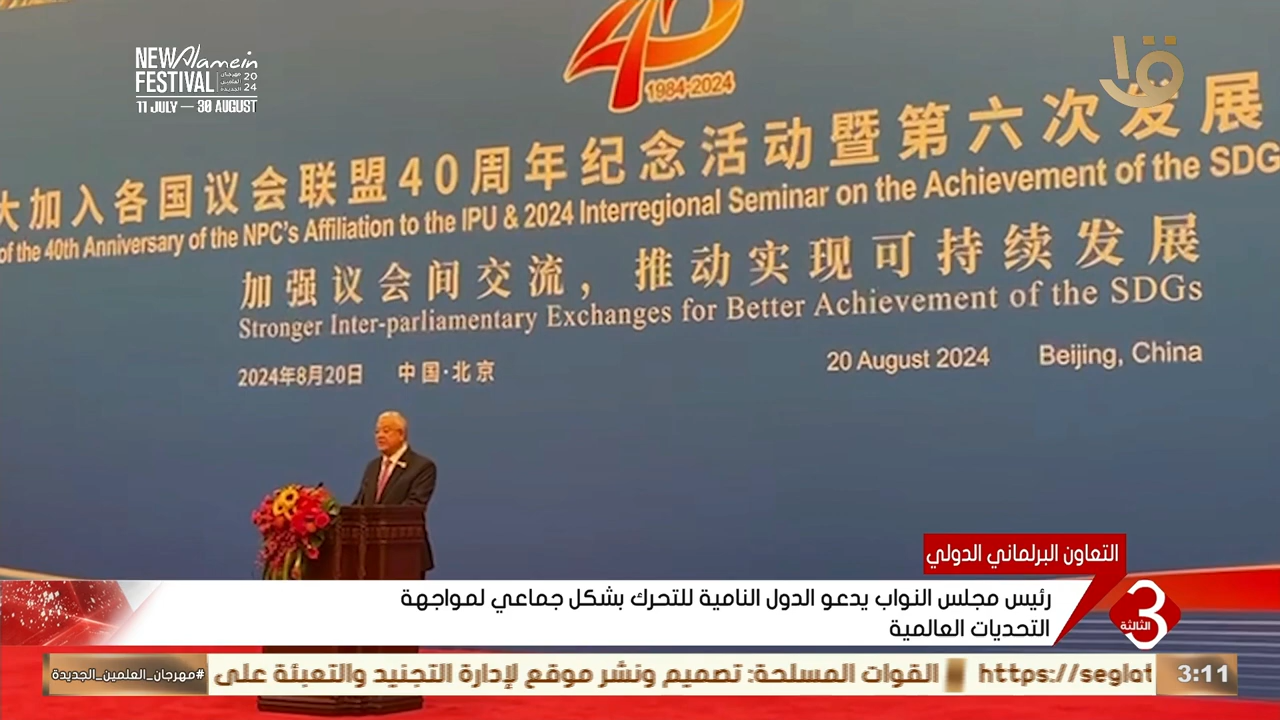 NEW Alamein
FESTIVAL مهرجان العلمين الجديدة 2024
11 JULY — 30 AUGUST
40
1984-2024
大加入各国议会联盟40周年纪念活动暨第六次发展
of the 40th Anniversary of the NPC's Affiliation to the IPU & 2024 Interregional Seminar on the Achievement of the SDG
加强议会间交流，推动实现可持续发展
Stronger Inter-parliamentary Exchanges for Better Achievement of the SDGs
2024年8月20日 中国·北京 20 August 2024 Beijing, China
التعاون البرلماني الدولي
رئيس مجلس النواب يدعو الدول النامية للتحرك بشكل جماعي لمواجهة
التحديات العالمية
3 الثالثة
#مهرجان_العلمين_الجديدة القوات المسلحة: تصميم ونشر موقع لإدارة التجنيد والتعبئة على https://seglat 3:11